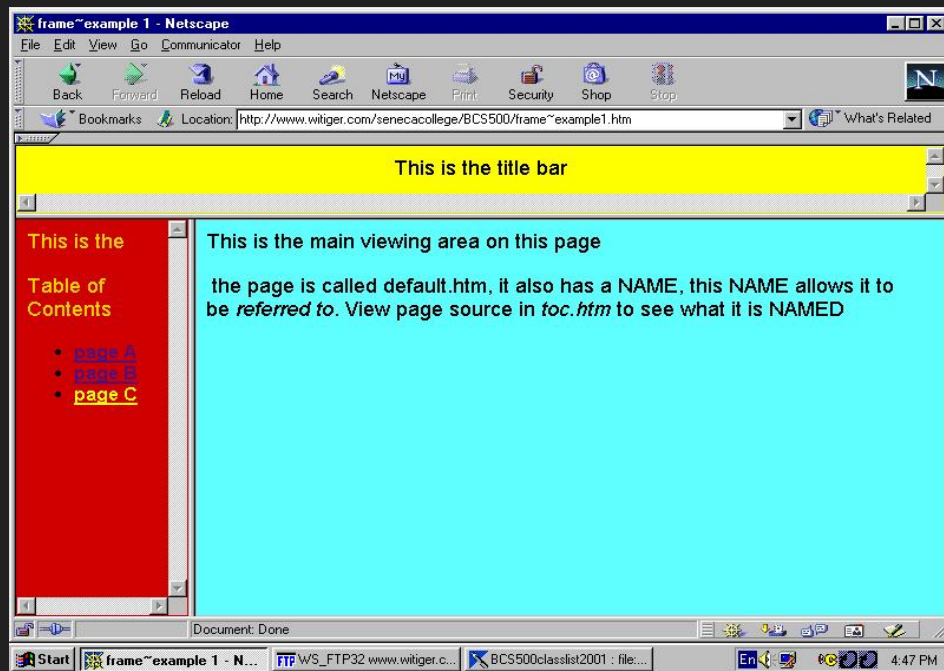 frame~example 1 - Netscape
File Edit View Go Communicator Help
Back Forward Reload Home Search Netscape Print Security Shop Stop
Bookmarks Location: http://www.witiger.com/senecacollege/BCS500/frame~example1.htm What's Related
This is the title bar
This is the
Table of
Contents
page A
page B
page C
This is the main viewing area on this page
the page is called default.htm, it also has a NAME, this NAME allows it to
be referred to. View page source in toc.htm to see what it is NAMED
Document: Done
Start frame~example 1 - N... WS_FTP32 www.witiger.c... BCS500classlist2001 : file:... En 4:47 PM